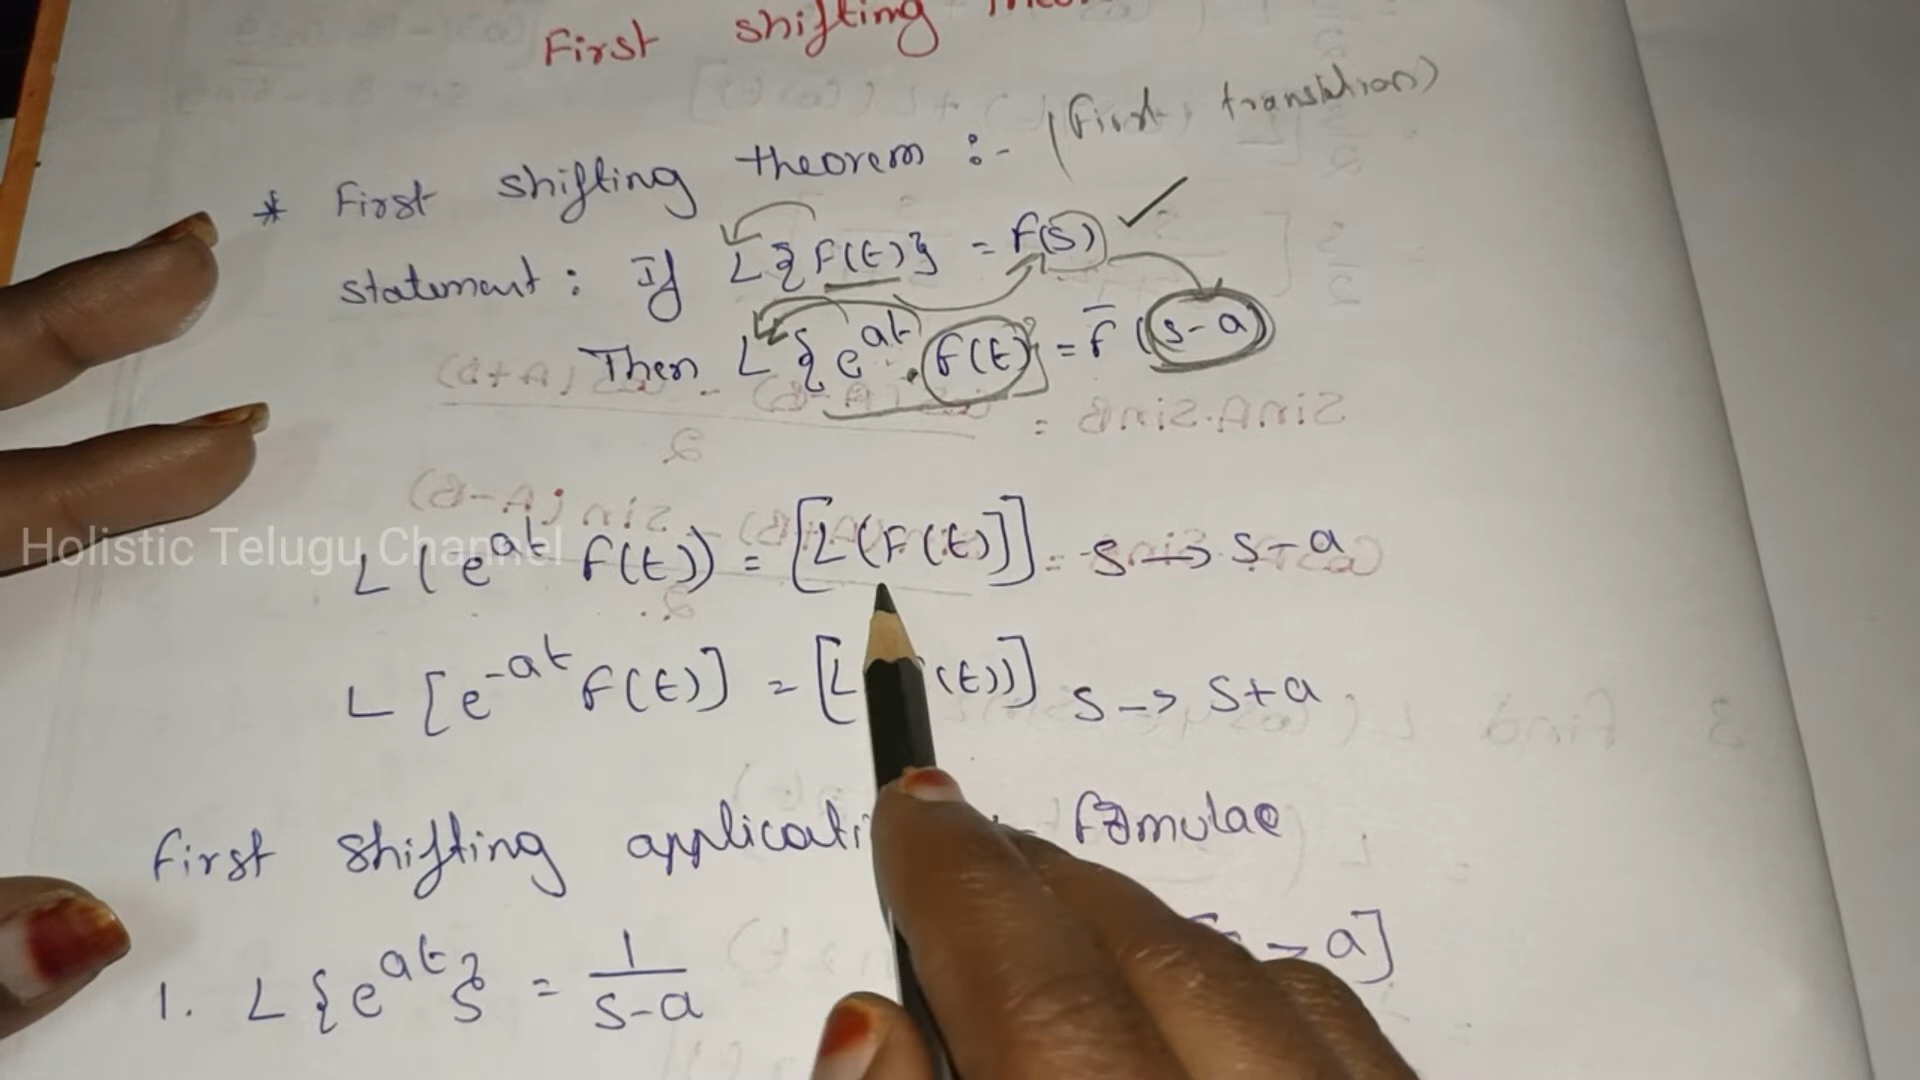 First shifting
* First shifting theorem :- (First translation)
statement : If L{F(t)} = F(s) ✓
Then L{e^at . F(t)} = f̄ (s-a)
L(e^at f(t)) = [L(F(t)]] = s → s-a
Holistic Telugu Channel
L[e^-at f(t)] = [L (t))] s → s+a
First shifting formulae
1. L{e^at} = 1/s-a > a]